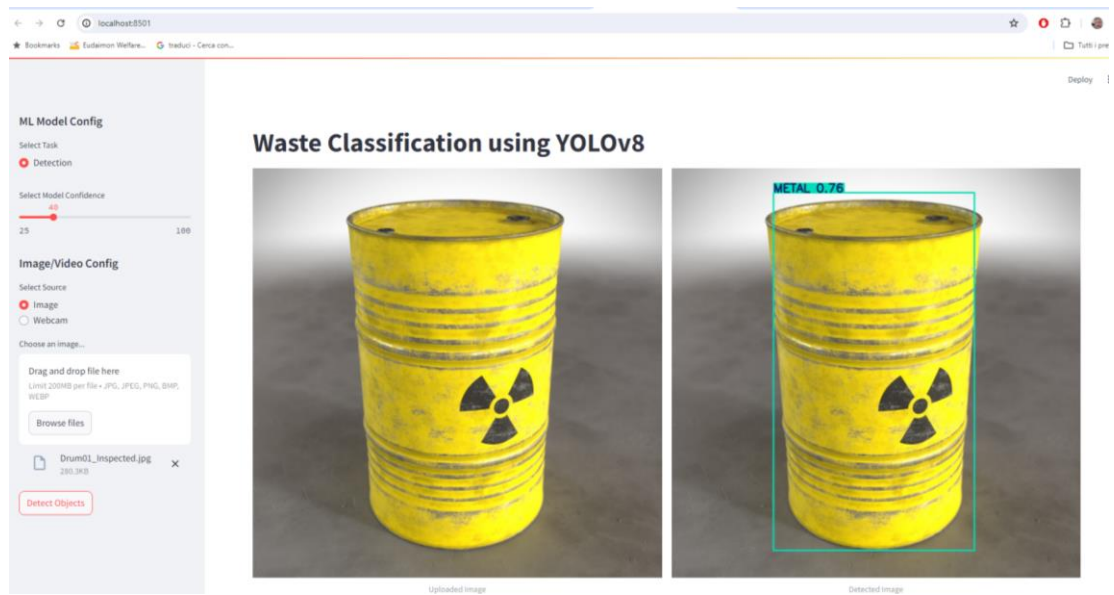 localhost:8501
Bookmarks Eudaimon Welfare... traduci - Cerca con...
Tutti i pre
Deploy
ML Model Config
Select Task
Detection
Select Model Confidence
40
25 100
Image/Video Config
Select Source
Image
Webcam
Choose an image...
Drag and drop file here
Limit 200MB per file • JPG, JPEG, PNG, BMP,
WEBP
Browse files
Drum01_Inspected.jpg
280.3KB
Detect Objects
Waste Classification using YOLOv8
METAL 0.76
Uploaded Image
Detected Image